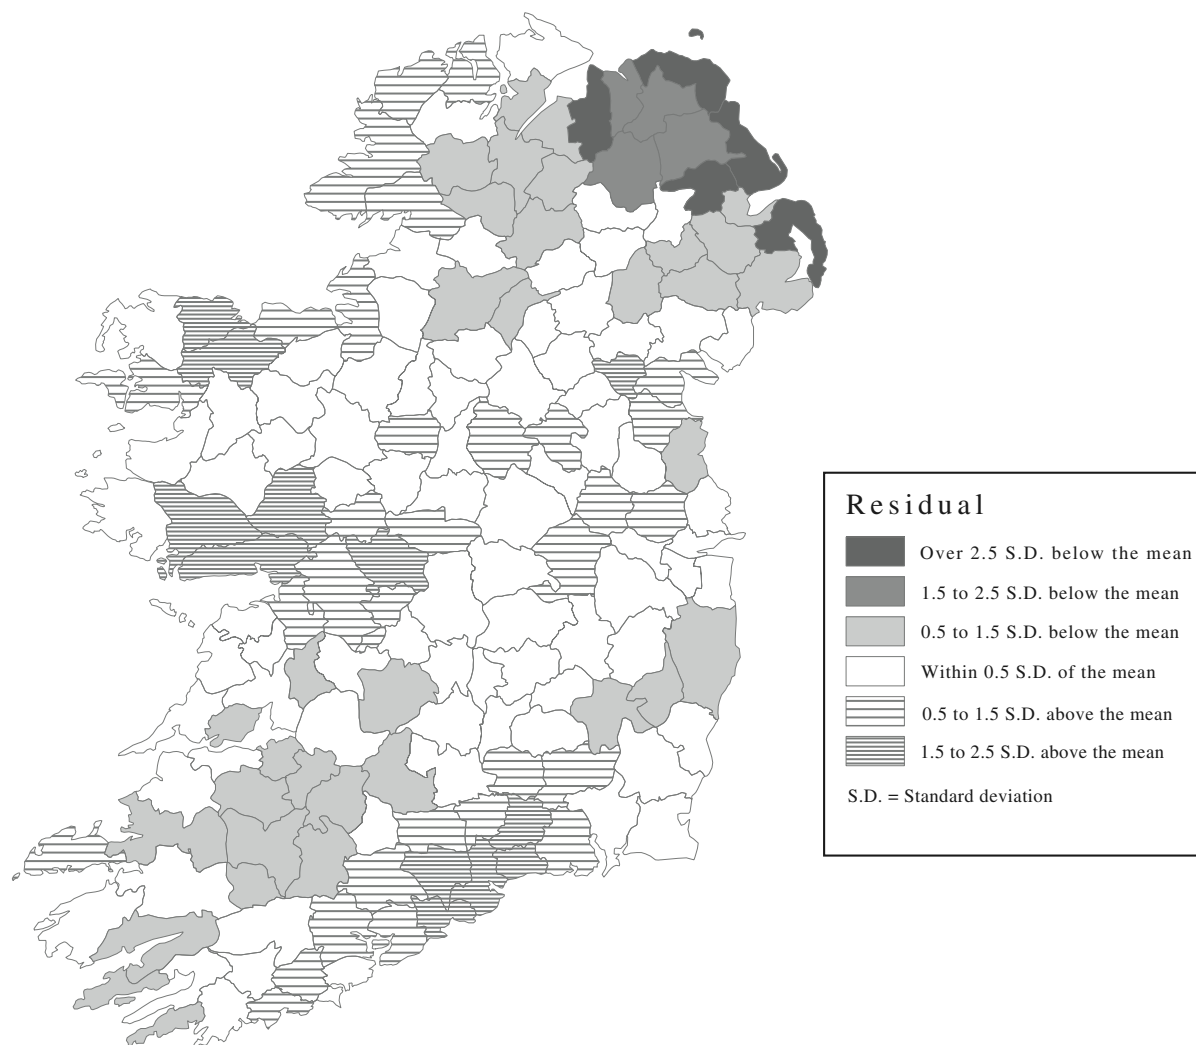 Residual
Over 2.5 S.D. below the mean
1.5 to 2.5 S.D. below the mean
0.5 to 1.5 S.D. below the mean
Within 0.5 S.D. of the mean
0.5 to 1.5 S.D. above the mean
1.5 to 2.5 S.D. above the mean
S.D. = Standard deviation